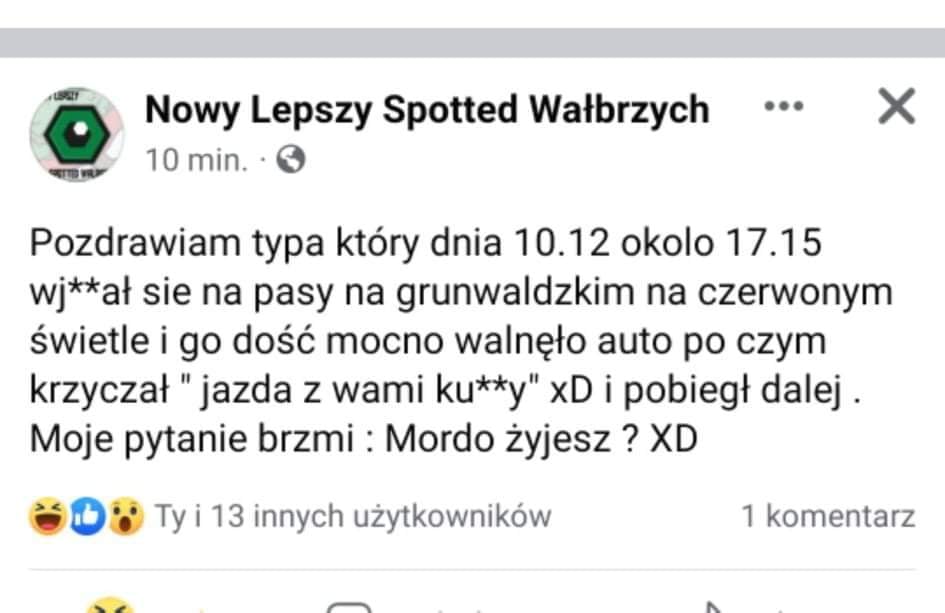 Nowy Lepszy Spotted Wałbrzych
10 min. ·
Pozdrawiam typa który dnia 10.12 okolo 17.15
wj**ał sie na pasy na grunwaldzkim na czerwonym
świetle i go dość mocno walnęło auto po czym
krzyczał " jazda z wami ku**y" xD i pobiegł dalej .
Moje pytanie brzmi : Mordo żyjesz ? XD
Ty i 13 innych użytkowników 1 komentarz